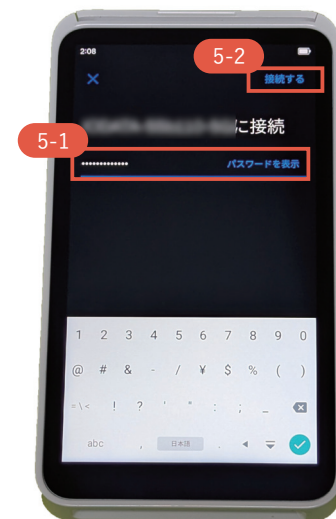 2:08
5-2
接続する
に接続
5-1
パスワードを表示
1 2 3 4 5 6 7 8 9 0
@ # & - / ¥ $ % ( )
=\< ! ? ' " : ; _
abc , 日本語 .